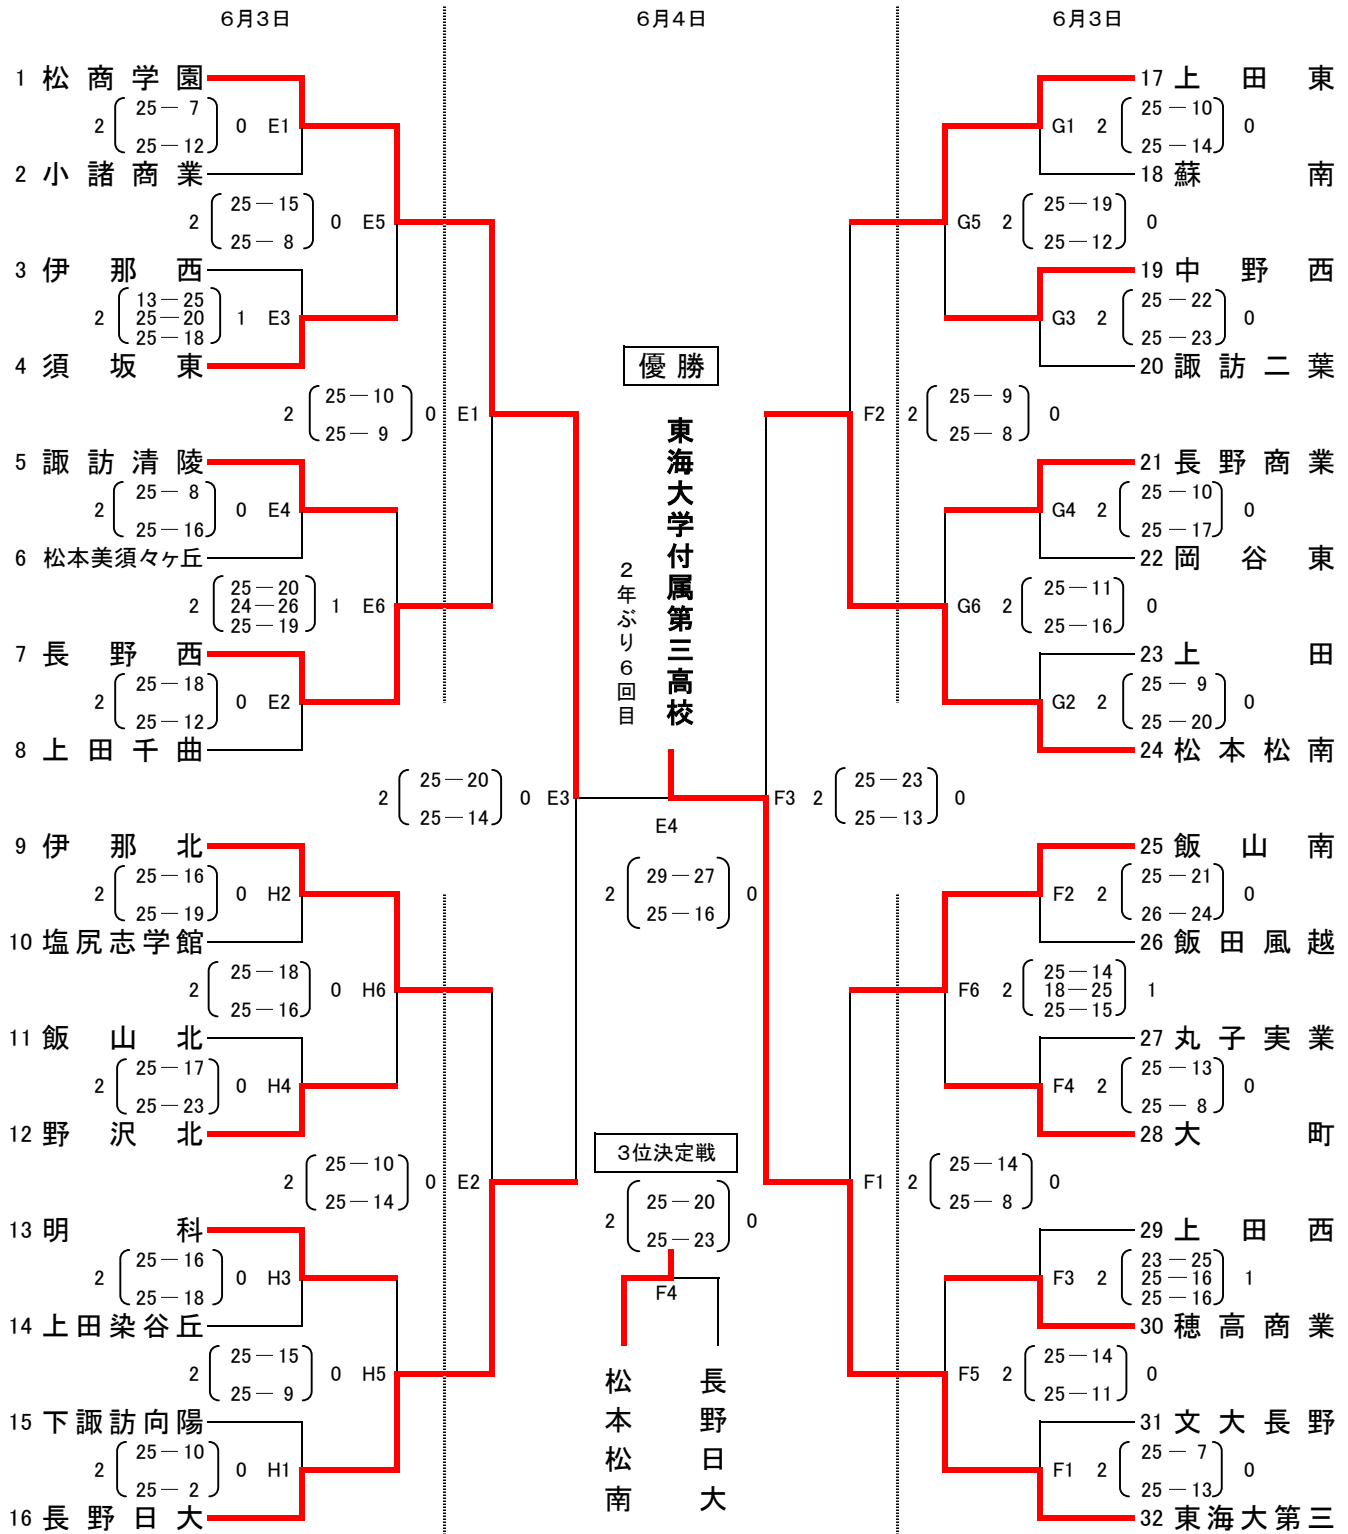 6月3日
6月4日
6月3日
1 松商学園
2 25－7 25－12 0 E1
2 小諸商業
2 25－15 25－8 0 E5
3 伊那西
2 13－25 25－20 25－18 1 E3
4 須坂東
2 25－10 25－9 0 E1
5 諏訪清陵
2 25－8 25－16 0 E4
6 松本美須々ヶ丘
2 25－20 24－26 25－19 1 E6
7 長野西
2 25－18 25－12 0 E2
8 上田千曲
2 25－20 25－14 0 E3
9 伊那北
2 25－16 25－19 0 H2
10 塩尻志学館
2 25－18 25－16 0 H6
11 飯山北
2 25－17 25－23 0 H4
12 野沢北
2 25－10 25－14 0 E2
13 明科
2 25－16 25－18 0 H3
14 上田染谷丘
2 25－15 25－9 0 H5
15 下諏訪向陽
2 25－10 25－2 0 H1
16 長野日大
優勝
東海大学付属第三高校
2年ぶり6回目
E4
2 29－27 25－16 0
3位決定戦
2 25－20 25－23 0
F4
松本松南
長野日大
17 上田東
G1 2 25－10 25－14 0
18 蘇南
G5 2 25－19 25－12 0
19 中野西
G3 2 25－22 25－23 0
20 諏訪二葉
F2 2 25－9 25－8 0
21 長野商業
G4 2 25－10 25－17 0
22 岡谷東
G6 2 25－11 25－16 0
23 上田
G2 2 25－9 25－20 0
24 松本松南
F3 2 25－23 25－13 0
25 飯山南
F2 2 25－21 26－24 0
26 飯田風越
F6 2 25－14 18－25 25－15 1
27 丸子実業
F4 2 25－13 25－8 0
28 大町
F1 2 25－14 25－8 0
29 上田西
F3 2 23－25 25－16 25－16 1
30 穂高商業
F5 2 25－14 25－11 0
31 文大長野
F1 2 25－7 25－13 0
32 東海大第三